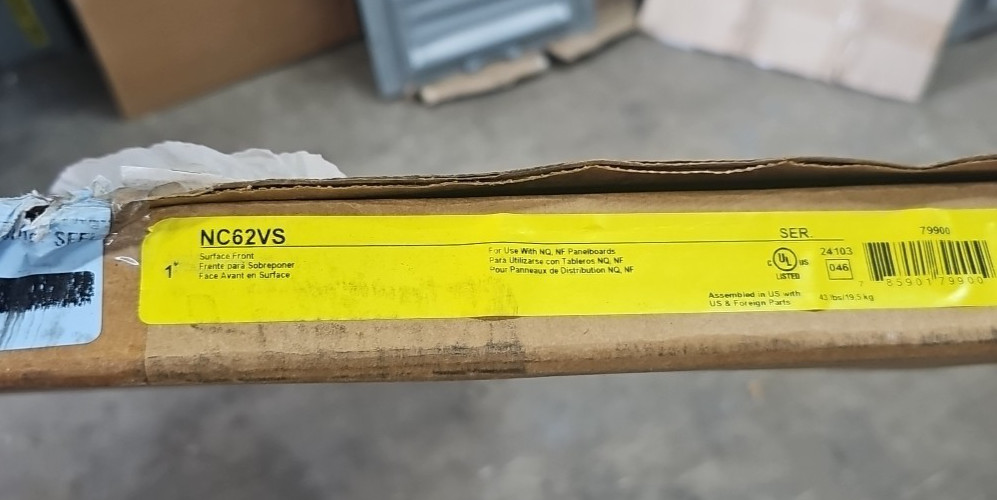 NC62VS
1
Surface Front
Frente para Sobreponer
Face Avant en Surface
For Use With NQ, NF Panelboards
Para Utilizarse con Tableros NQ, NF
Pour Panneaux de Distribution NQ, NF
SER.
C UL US
LISTED
24103
046
79900
7 85901 79900
Assembled in US with
US & Foreign Parts
43 lbs/19.5 kg